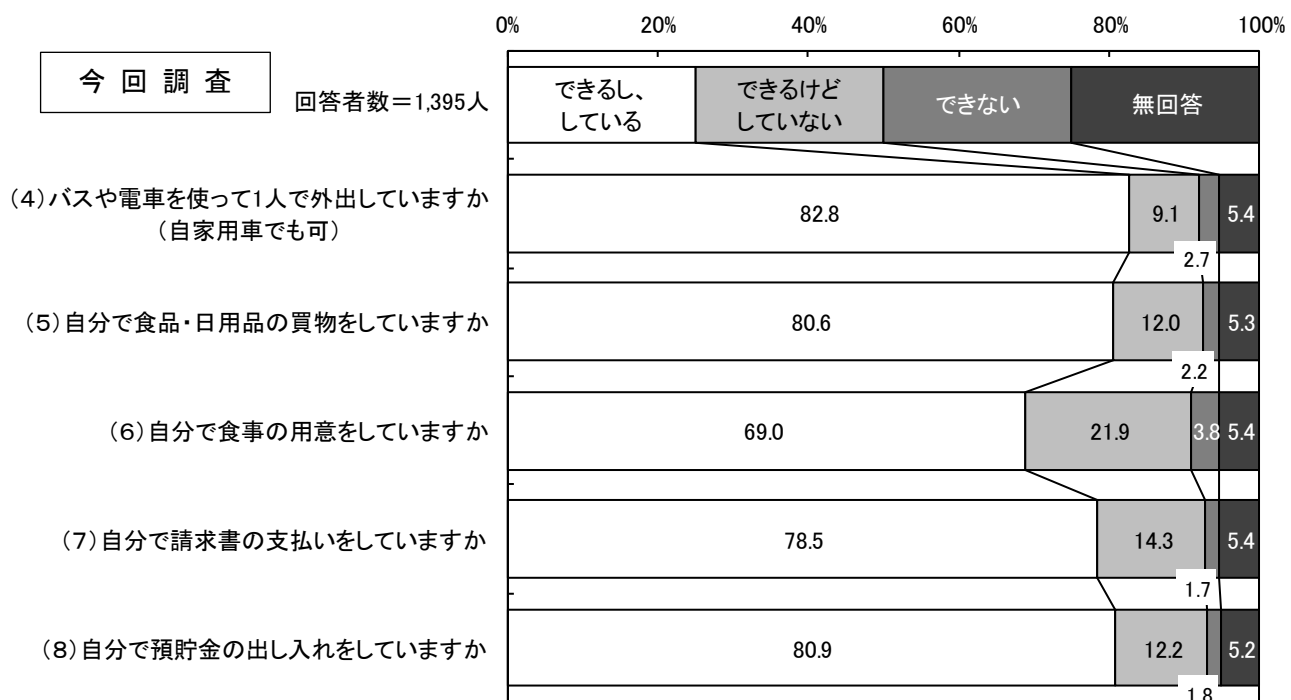 0% 20% 40% 60% 80% 100%
今 回 調 査
回答者数＝1,395人
できるし、
している
できるけど
していない
できない
無回答
（4）バスや電車を使って1人で外出していますか
（自家用車でも可）
82.8 9.1 5.4
2.7
（5）自分で食品・日用品の買物をしていますか
80.6 12.0 5.3
2.2
（6）自分で食事の用意をしていますか
69.0 21.9 3.8 5.4
（7）自分で請求書の支払いをしていますか
78.5 14.3 5.4
1.7
（8）自分で預貯金の出し入れをしていますか
80.9 12.2 5.2
1.8